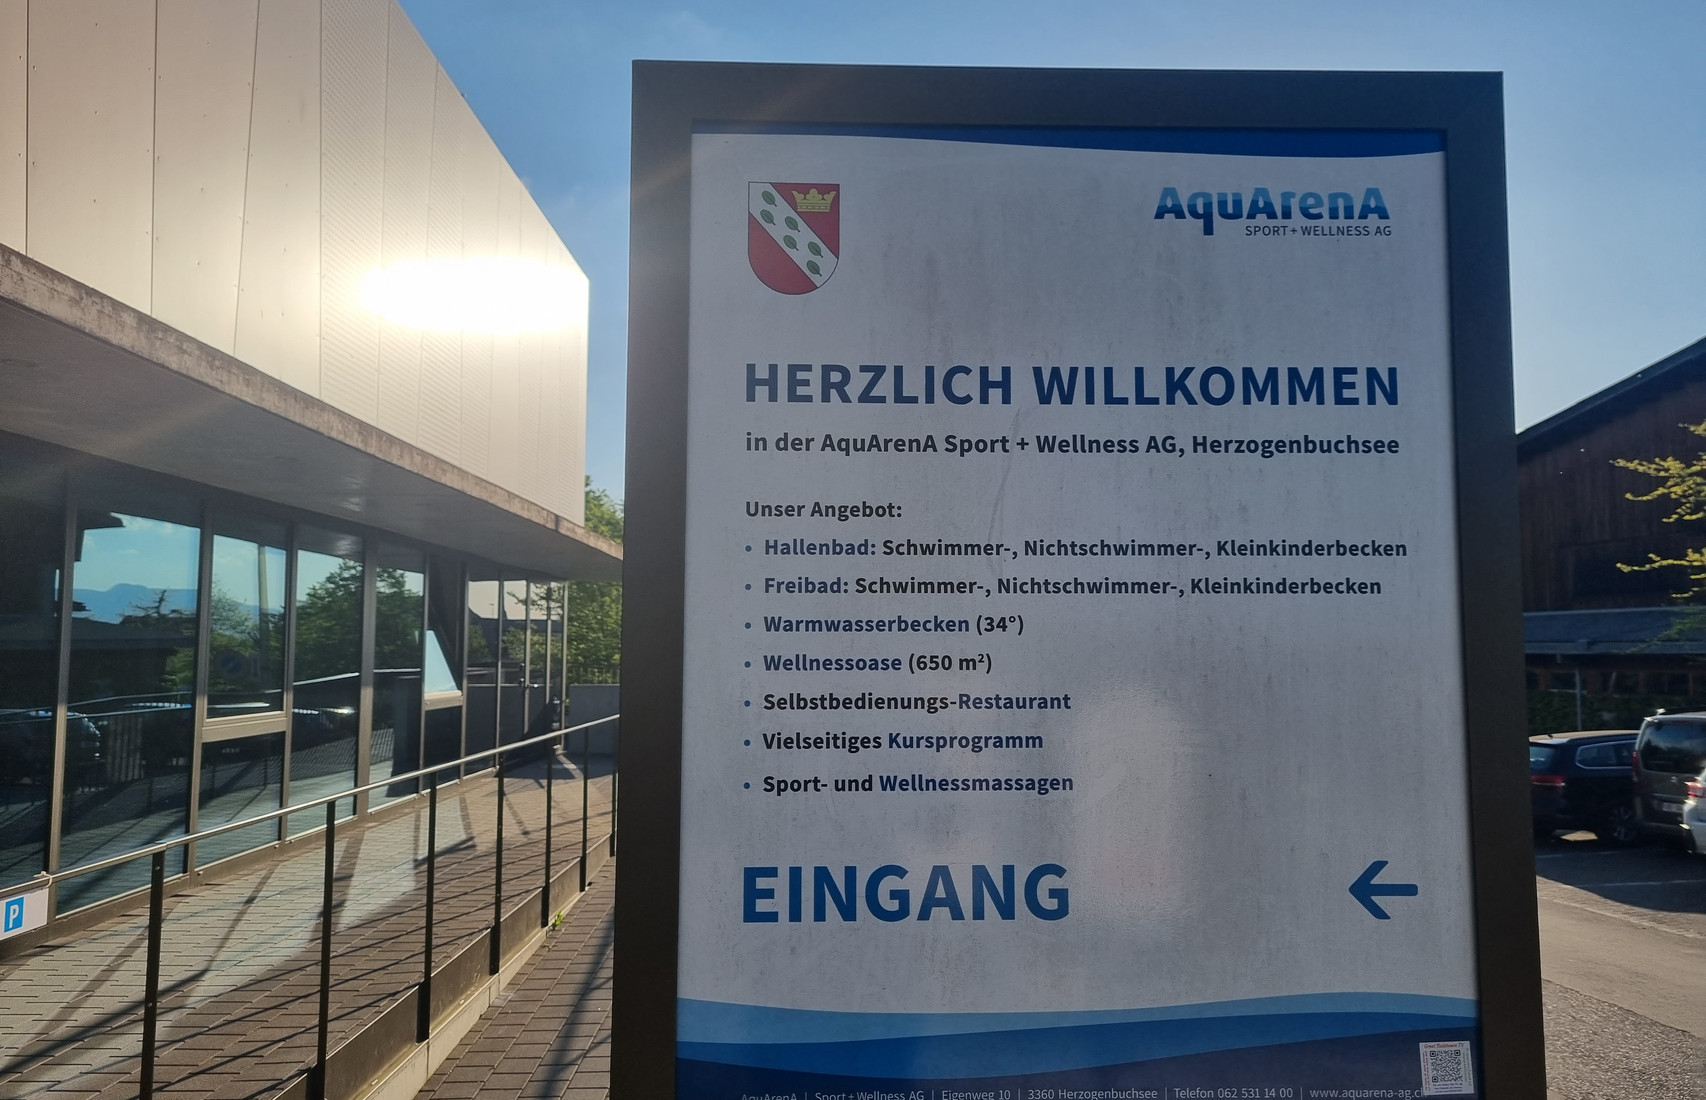 AquArenA
SPORT + WELLNESS AG
HERZLICH WILLKOMMEN
in der AquArenA Sport + Wellness AG, Herzogenbuchsee
Unser Angebot:
• Hallenbad: Schwimmer-, Nichtschwimmer-, Kleinkinderbecken
• Freibad: Schwimmer-, Nichtschwimmer-, Kleinkinderbecken
• Warmwasserbecken (34°)
• Wellnessoase (650 m²)
• Selbstbedienungs-Restaurant
• Vielseitiges Kursprogramm
• Sport- und Wellnessmassagen
EINGANG
P
AquArenA | Sport + Wellness AG | Eigenweg 10 | 3360 Herzogenbuchsee | Telefon 062 531 14 00 | www.aquarena-ag.ch